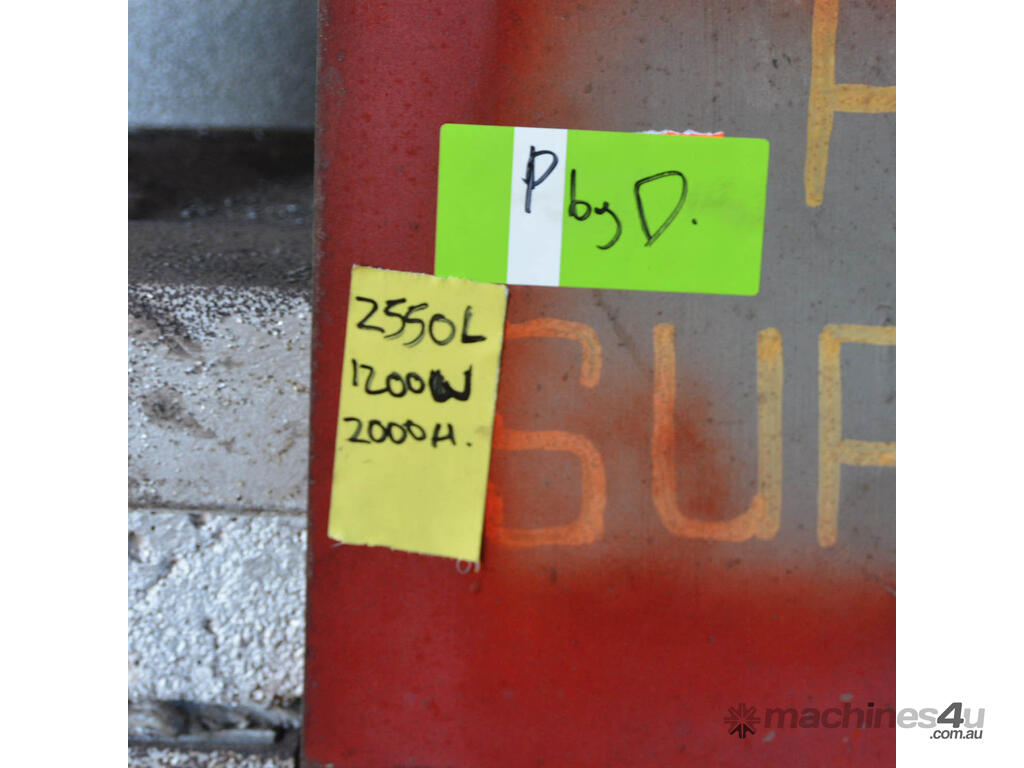 P by D.
2550L
1200W
2000H.
SUP
machines4u
.com.au